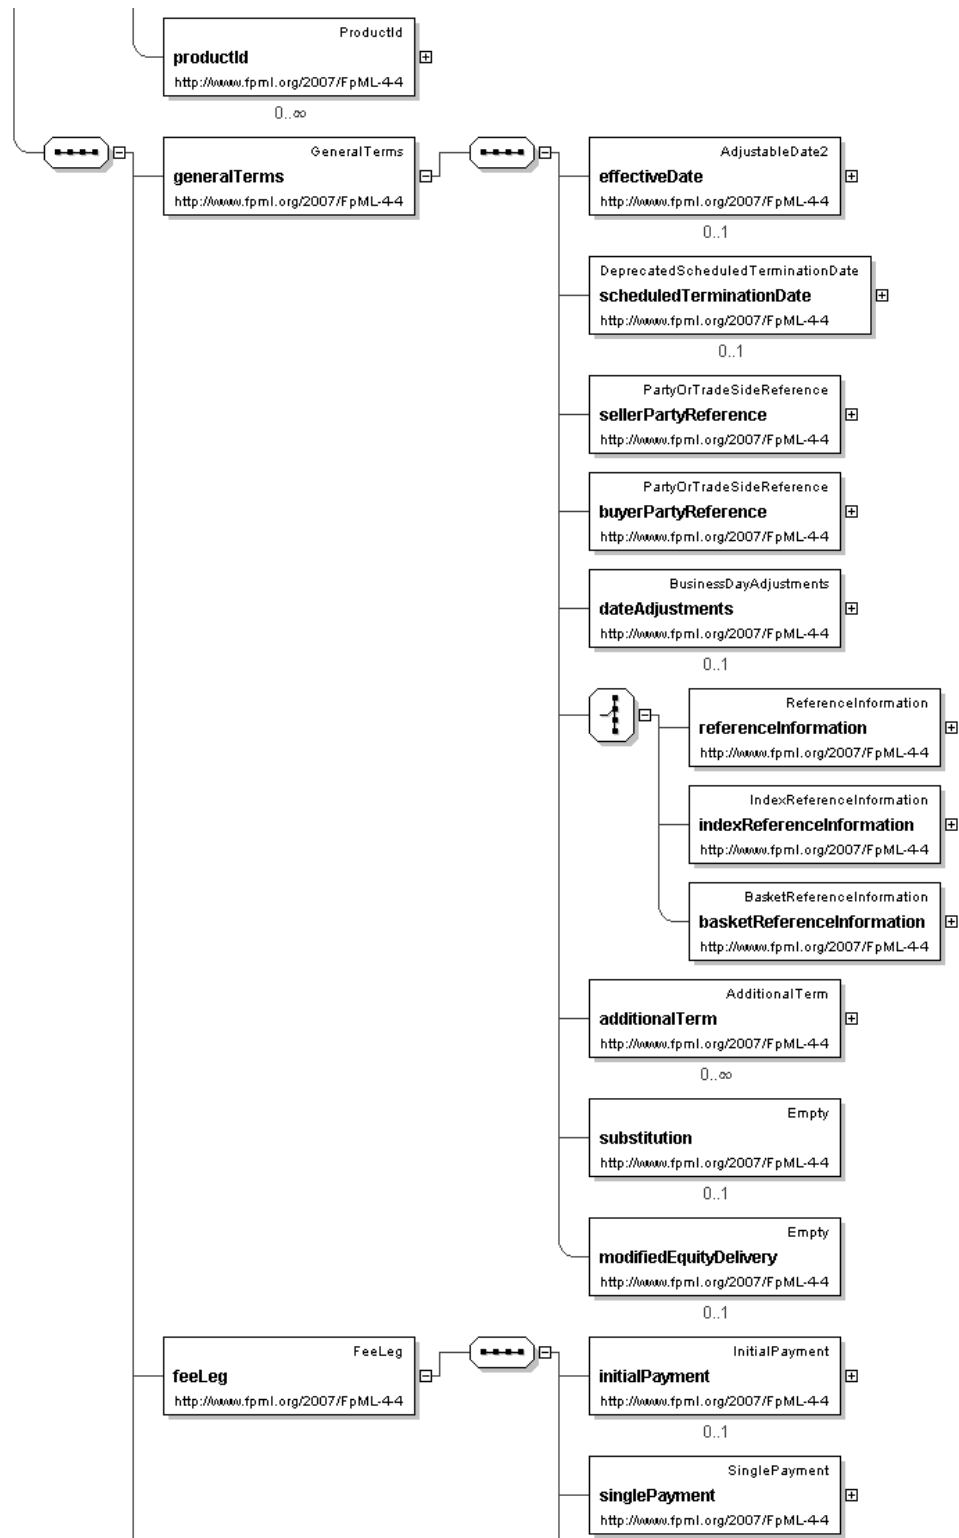 ProductId
productId
http://www.fpml.org/2007/FpML-4-4
0..∞
GeneralTerms
generalTerms
http://www.fpml.org/2007/FpML-4-4
AdjustableDate2
effectiveDate
http://www.fpml.org/2007/FpML-4-4
0..1
DeprecatedScheduledTerminationDate
scheduledTerminationDate
http://www.fpml.org/2007/FpML-4-4
0..1
PartyOrTradeSideReference
sellerPartyReference
http://www.fpml.org/2007/FpML-4-4
PartyOrTradeSideReference
buyerPartyReference
http://www.fpml.org/2007/FpML-4-4
BusinessDayAdjustments
dateAdjustments
http://www.fpml.org/2007/FpML-4-4
0..1
ReferenceInformation
referenceInformation
http://www.fpml.org/2007/FpML-4-4
IndexReferenceInformation
indexReferenceInformation
http://www.fpml.org/2007/FpML-4-4
BasketReferenceInformation
basketReferenceInformation
http://www.fpml.org/2007/FpML-4-4
AdditionalTerm
additionalTerm
http://www.fpml.org/2007/FpML-4-4
0..∞
Empty
substitution
http://www.fpml.org/2007/FpML-4-4
0..1
Empty
modifiedEquityDelivery
http://www.fpml.org/2007/FpML-4-4
0..1
FeeLeg
feeLeg
http://www.fpml.org/2007/FpML-4-4
InitialPayment
initialPayment
http://www.fpml.org/2007/FpML-4-4
0..1
SinglePayment
singlePayment
http://www.fpml.org/2007/FpML-4-4